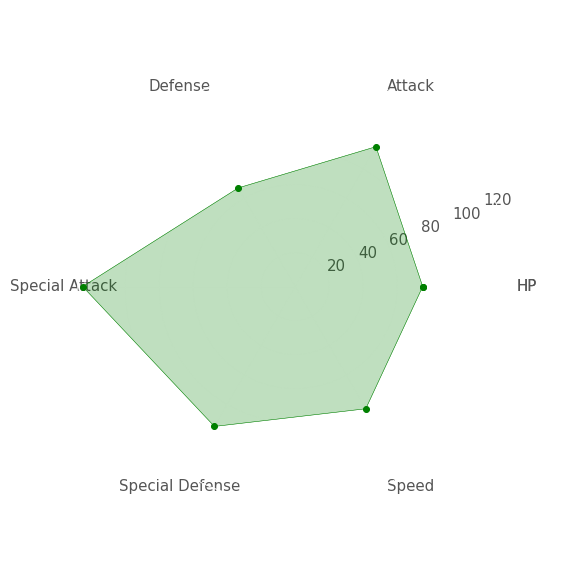 Defense
Attack
120
100
80
60
40
20
Special Attack
HP
Special Defense
Speed